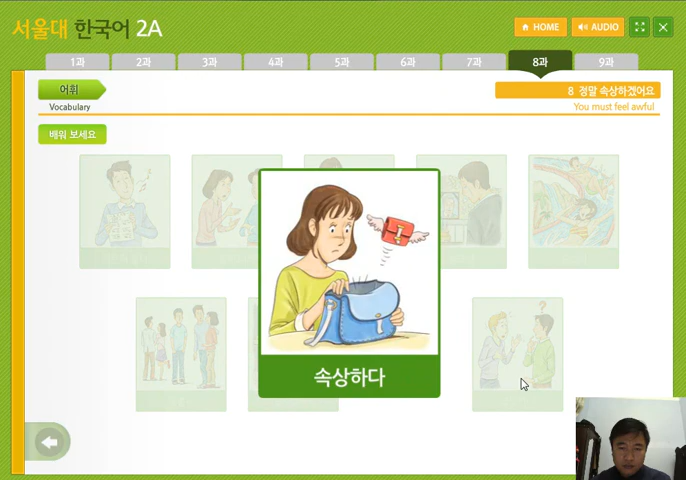 서울대 한국어 2A
HOME
AUDIO
1과
2과
3과
4과
5과
6과
7과
8과
9과
어휘
Vocabulary
8 정말 속상하겠어요
You must feel awful
배워 보세요
속상하다